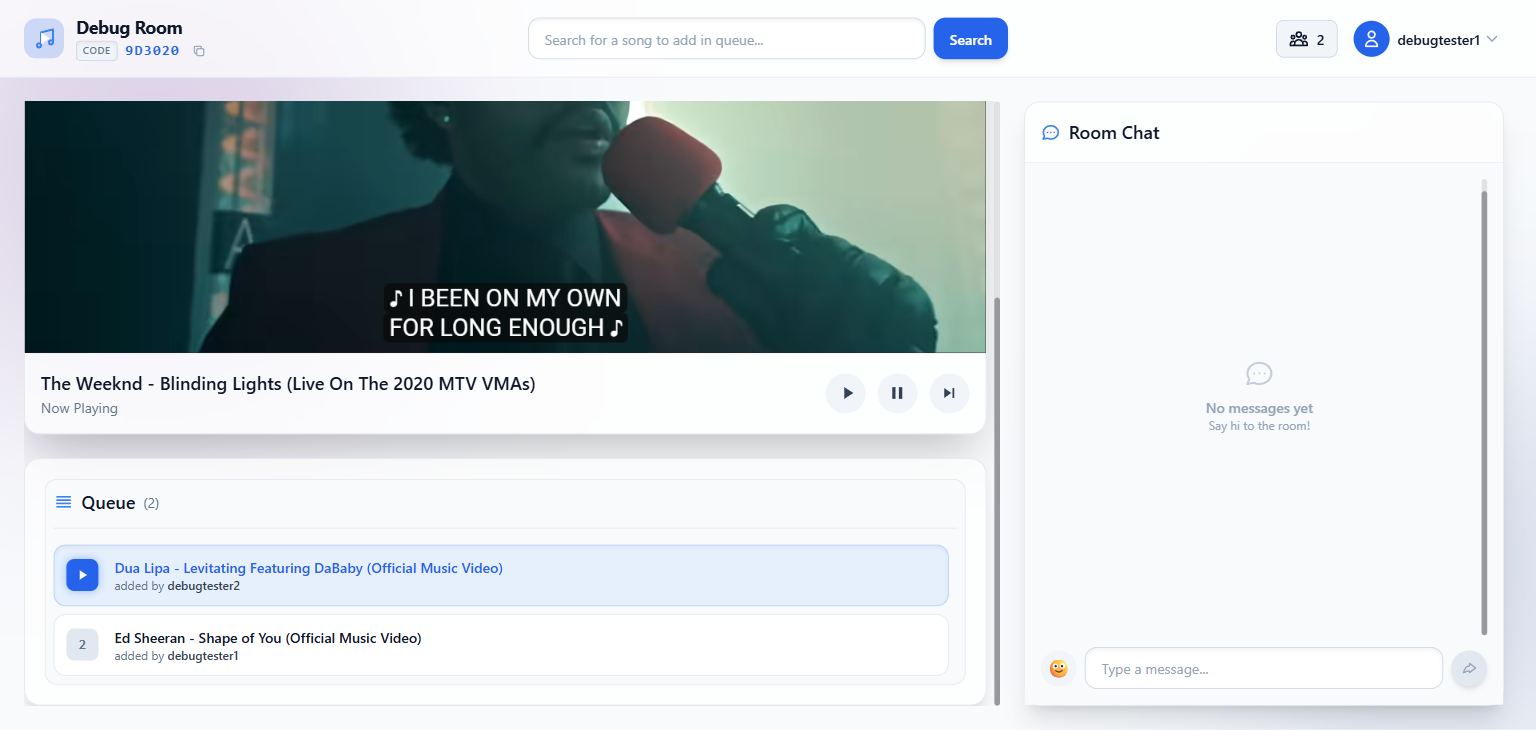 Debug Room
CODE 9D3020
Search for a song to add in queue...
Search
2
debugtester1
A
♪ I BEEN ON MY OWN
FOR LONG ENOUGH ♪
The Weeknd - Blinding Lights (Live On The 2020 MTV VMAs)
Now Playing
Queue (2)
Dua Lipa - Levitating Featuring DaBaby (Official Music Video)
added by debugtester2
2
Ed Sheeran - Shape of You (Official Music Video)
added by debugtester1
Room Chat
No messages yet
Say hi to the room!
Type a message...